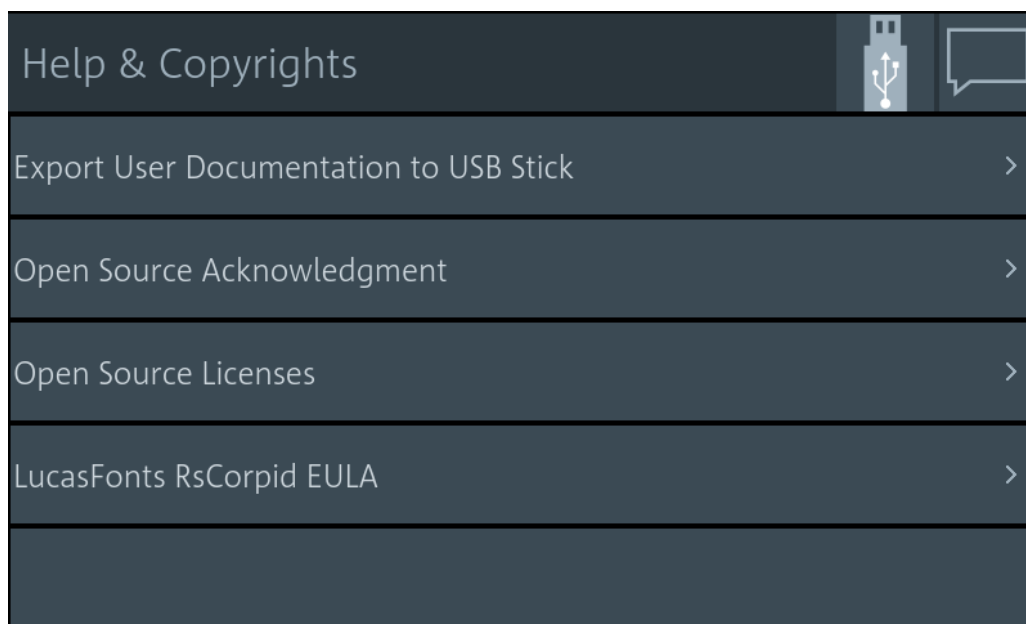 Help & Copyrights
Export User Documentation to USB Stick
Open Source Acknowledgment
Open Source Licenses
LucasFonts RsCorpid EULA